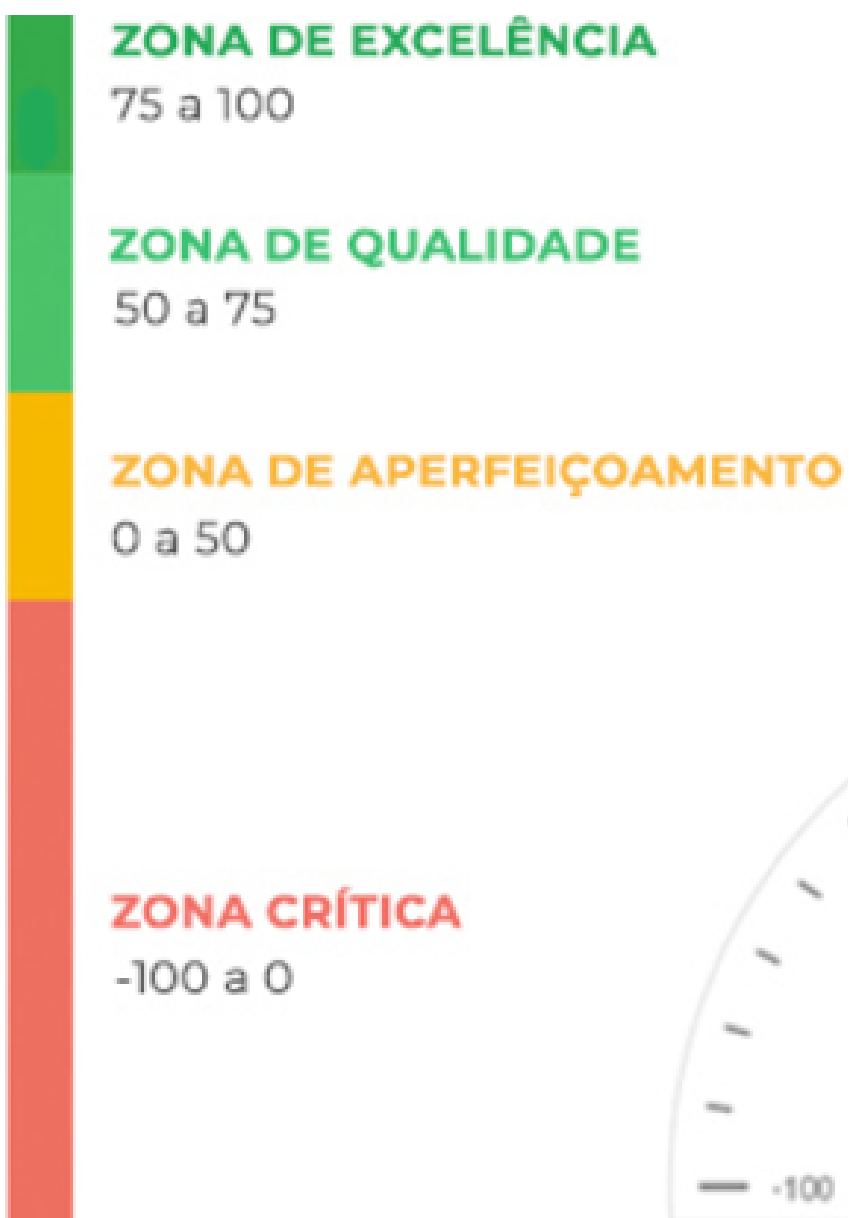 ZONA DE EXCELÊNCIA
75 a 100
ZONA DE QUALIDADE
50 a 75
ZONA DE APERFEIÇOAMENTO
0 a 50
ZONA CRÍTICA
-100 a 0
-100